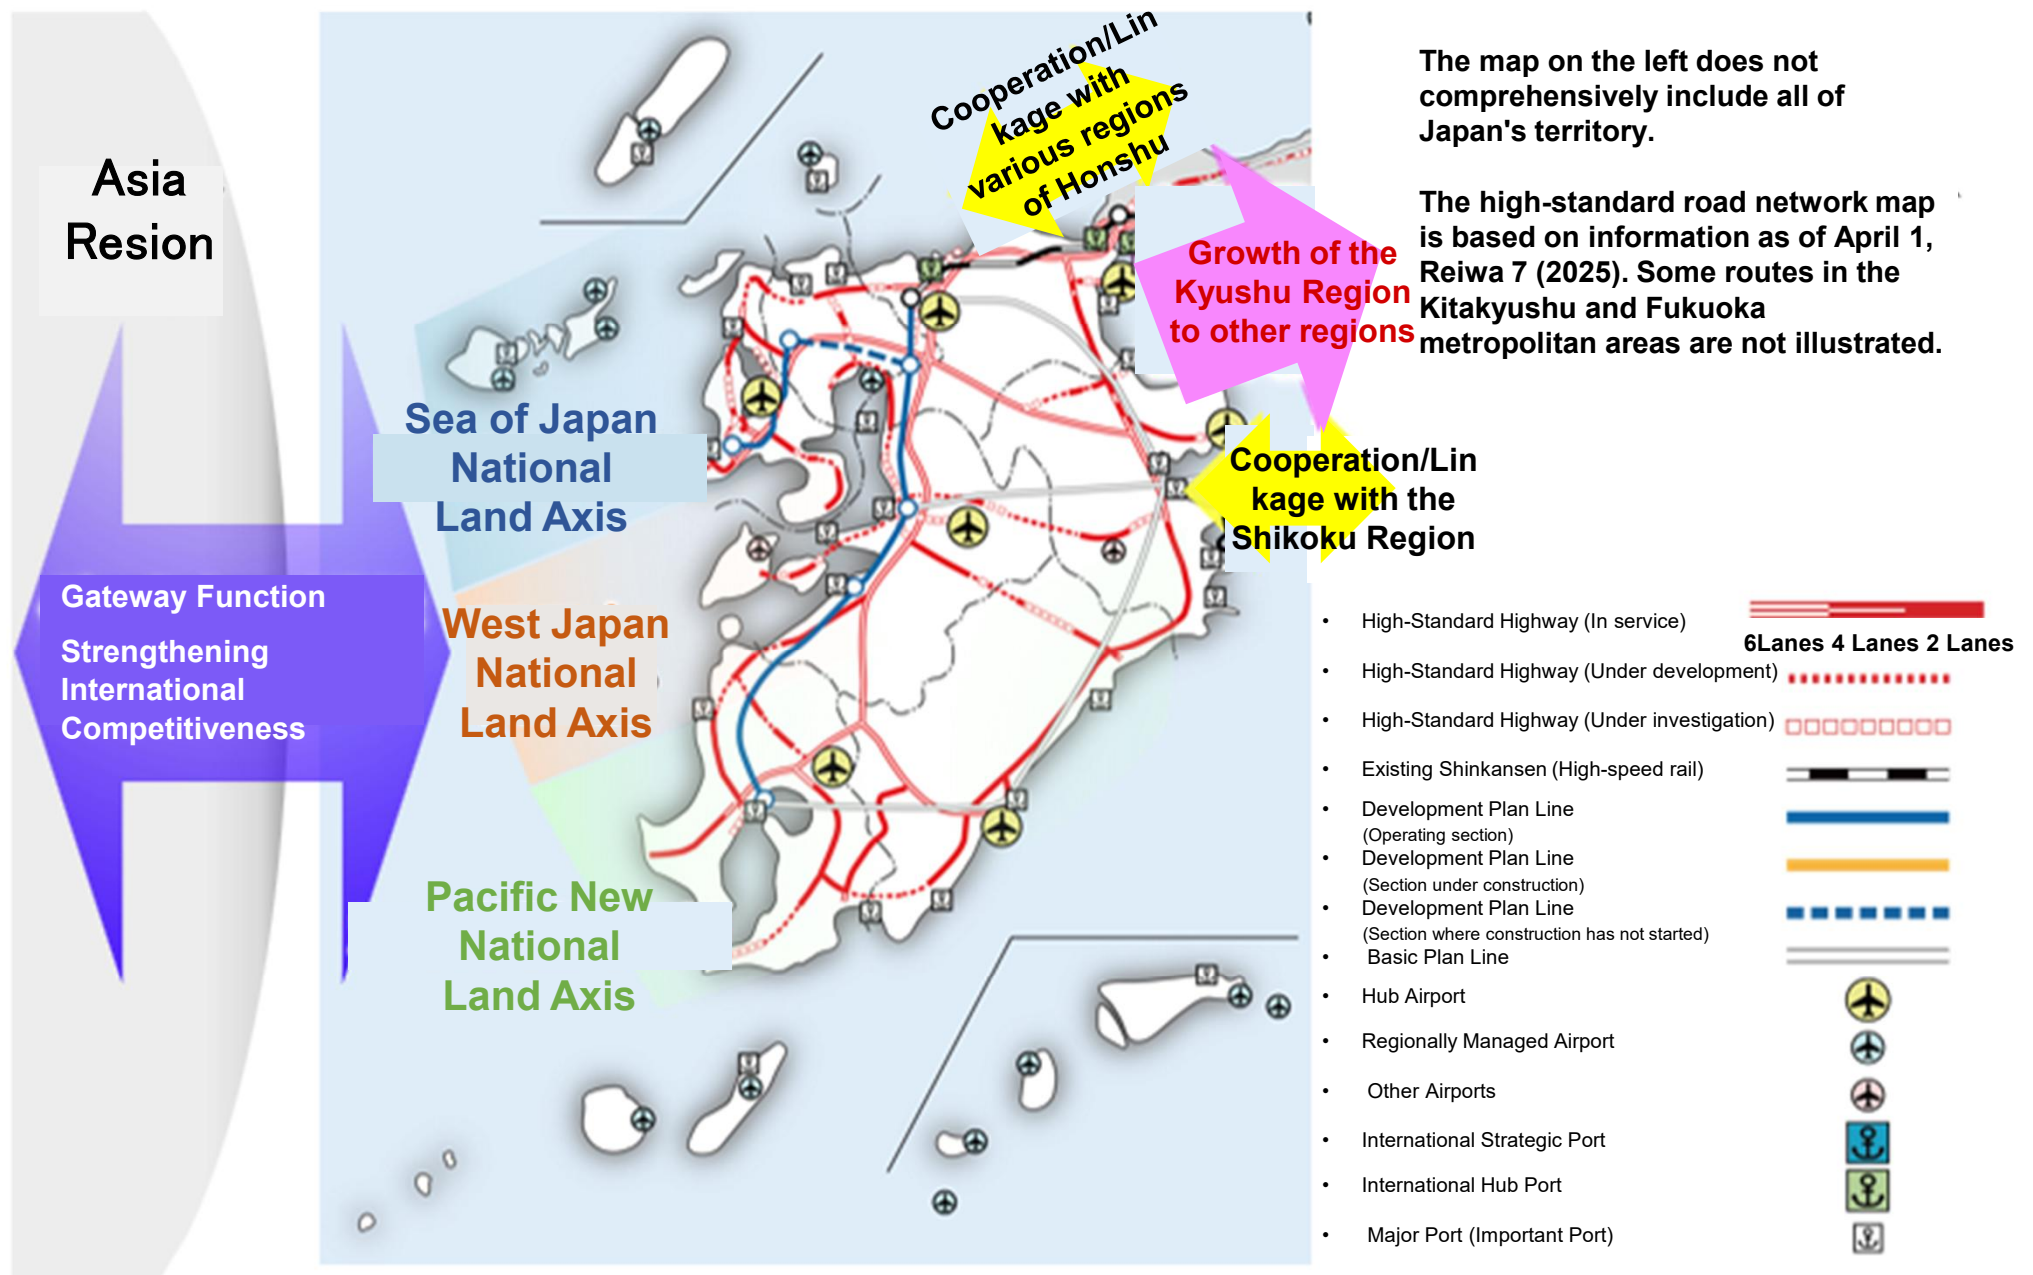 Asia
Resion
Gateway Function
Strengthening
International
Competitiveness
Sea of Japan
National
Land Axis
West Japan
National
Land Axis
Pacific New
National
Land Axis
Cooperation/Lin
kage with
various regions
of Honshu
Growth of the
Kyushu Region
to other regions
Cooperation/Lin
kage with the
Shikoku Region
The map on the left does not
comprehensively include all of
Japan's territory.
The high-standard road network map
is based on information as of April 1,
Reiwa 7 (2025). Some routes in the
Kitakyushu and Fukuoka
metropolitan areas are not illustrated.
• High-Standard Highway (In service)
6Lanes 4 Lanes 2 Lanes
• High-Standard Highway (Under development)
• High-Standard Highway (Under investigation)
• Existing Shinkansen (High-speed rail)
• Development Plan Line
(Operating section)
• Development Plan Line
(Section under construction)
• Development Plan Line
(Section where construction has not started)
• Basic Plan Line
• Hub Airport
• Regionally Managed Airport
• Other Airports
• International Strategic Port
• International Hub Port
• Major Port (Important Port)